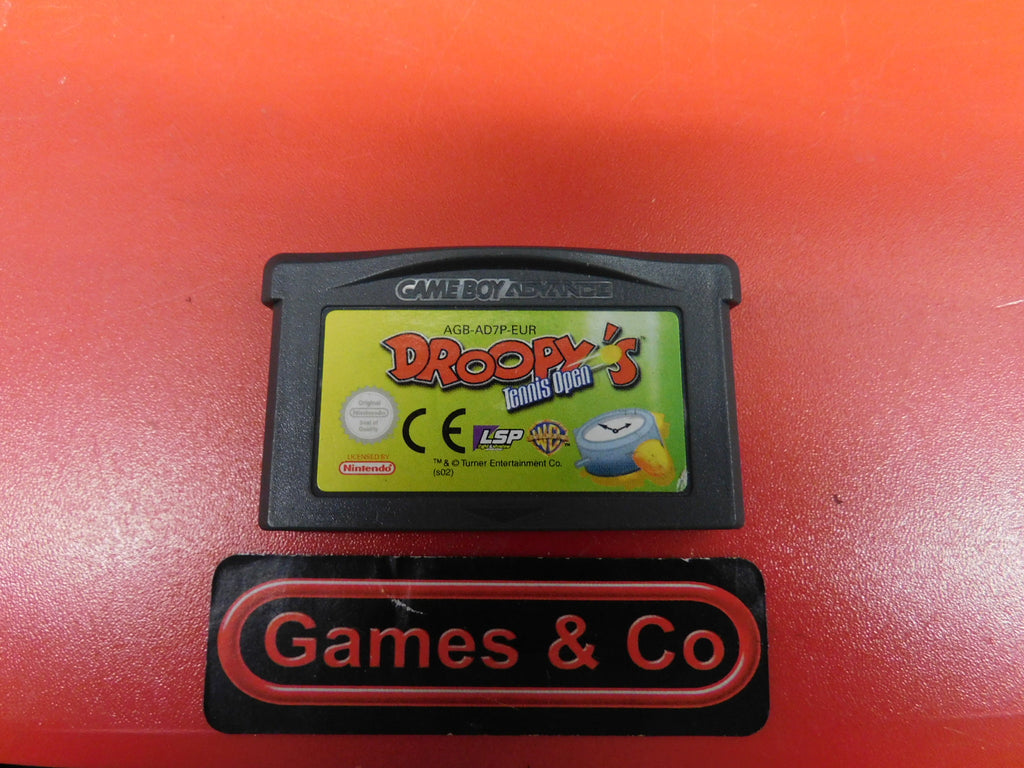 GAME BOY ADVANCE
AGB-AD7P-EUR
DROOPY'S
Tennis Open
Original
Nintendo
Seal of
Quality
CE
LSP
WB™
LICENSED BY
Nintendo
™ & © Turner Entertainment Co.
(s02)
Games & Co